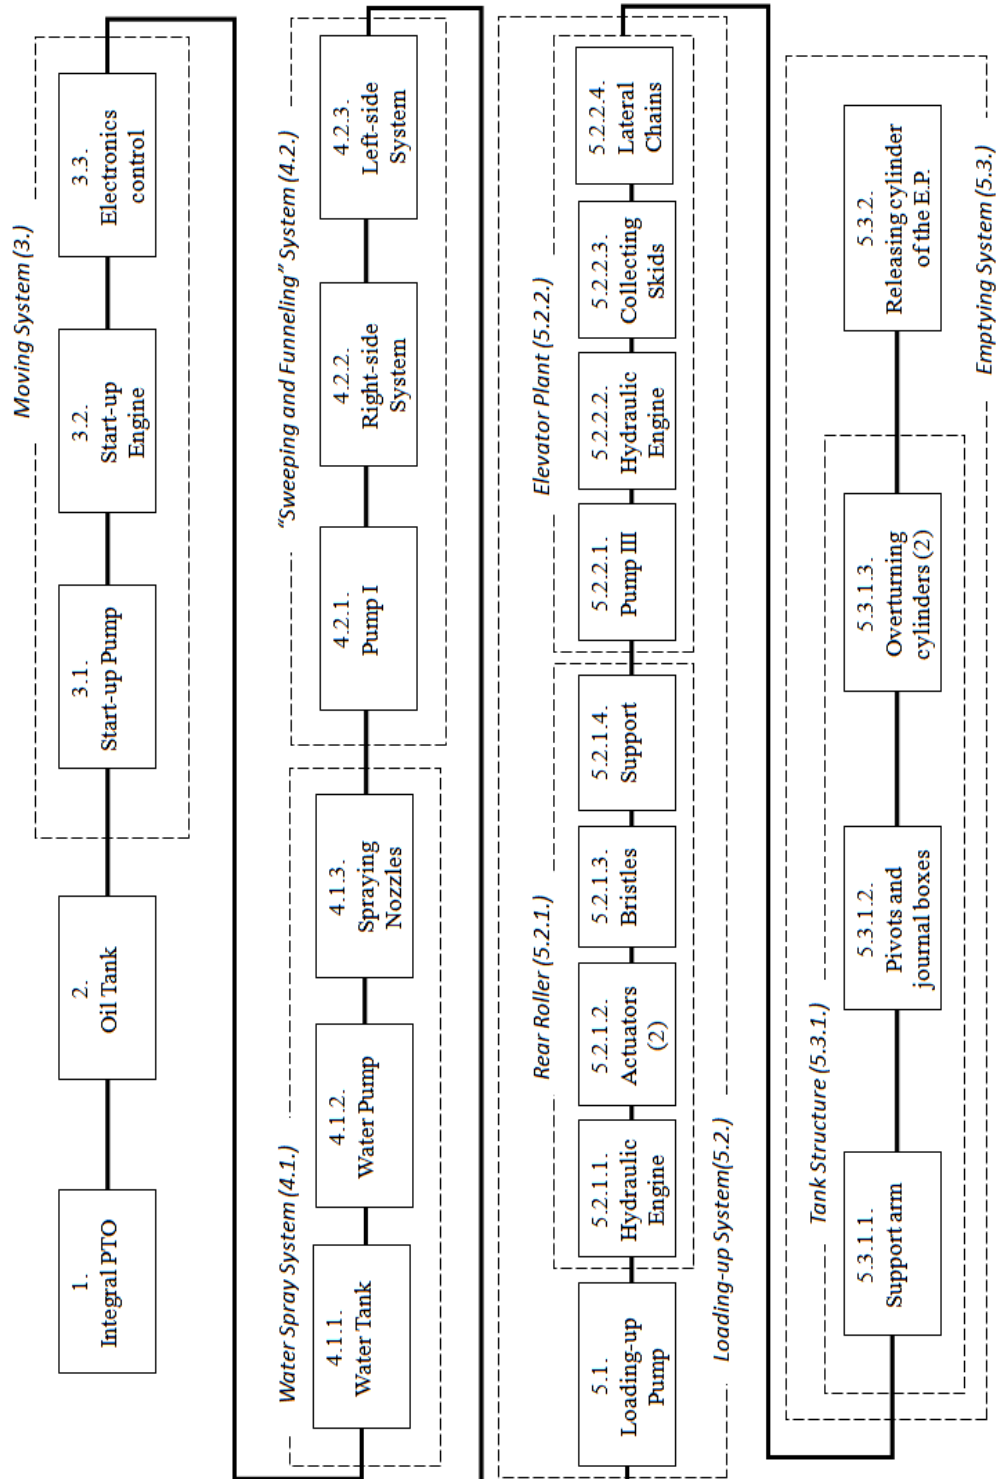 Moving System (3.)
1.
Integral PTO
2.
Oil Tank
3.1.
Start-up Pump
3.2.
Start-up
Engine
3.3.
Electronics
control
Water Spray System (4.1.)
4.1.1.
Water Tank
4.1.2.
Water Pump
4.1.3.
Spraying
Nozzles
"Sweeping and Funneling" System (4.2.)
4.2.1.
Pump I
4.2.2.
Right-side
System
4.2.3.
Left-side
System
5.1.
Loading-up
Pump
Rear Roller (5.2.1.)
5.2.1.1.
Hydraulic
Engine
5.2.1.2.
Actuators
(2)
5.2.1.3.
Bristles
5.2.1.4.
Support
Elevator Plant (5.2.2.)
5.2.2.1.
Pump III
5.2.2.2.
Hydraulic
Engine
5.2.2.3.
Collecting
Skids
5.2.2.4.
Lateral
Chains
Loading-up System(5.2.)
Tank Structure (5.3.1.)
5.3.1.1.
Support arm
5.3.1.2.
Pivots and
journal boxes
5.3.1.3.
Overturning
cylinders (2)
5.3.2.
Releasing cylinder
of the E.P.
Emptying System (5.3.)